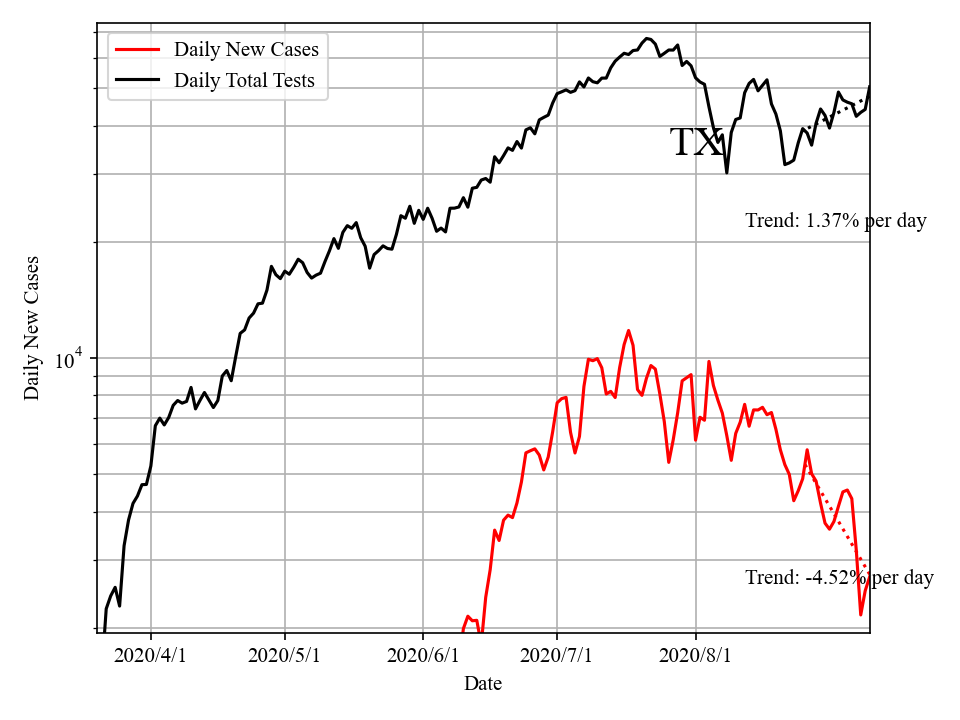 Daily New Cases
Daily Total Tests
TX
Trend: 1.37% per day
Daily New Cases
10^4
Trend: -4.52% per day
2020/4/1
2020/5/1
2020/6/1
2020/7/1
2020/8/1
Date